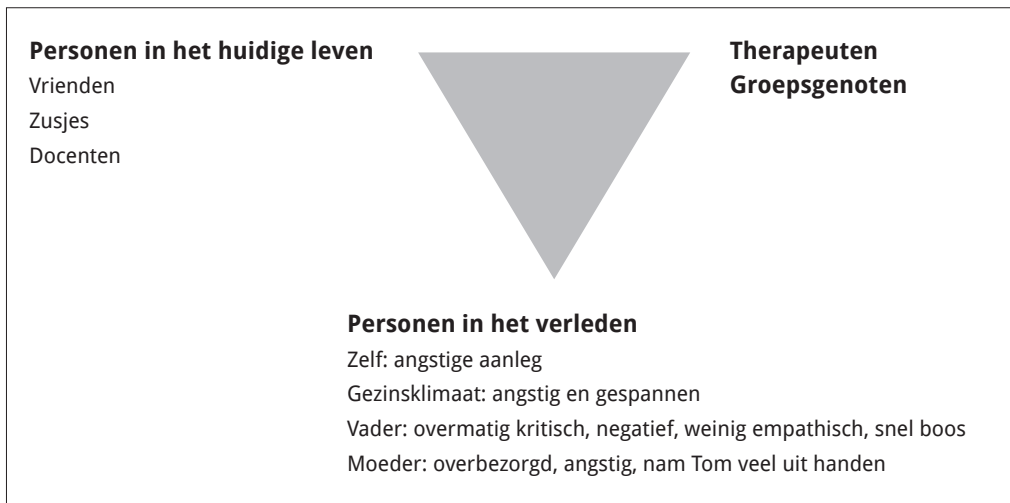 Personen in het huidige leven
Vrienden
Zusjes
Docenten
Therapeuten
Groepsgenoten
Personen in het verleden
Zelf: angstige aanleg
Gezinsklimaat: angstig en gespannen
Vader: overmatig kritisch, negatief, weinig empathisch, snel boos
Moeder: overbezorgd, angstig, nam Tom veel uit handen